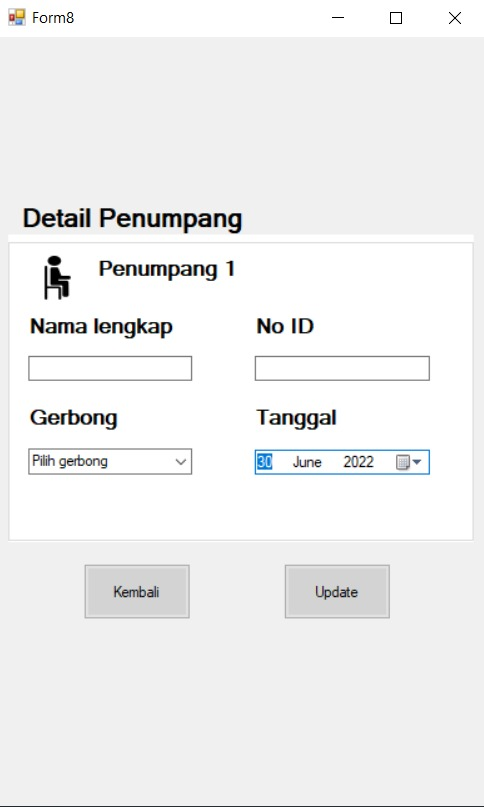 Form8
Detail Penumpang
Penumpang 1
Nama lengkap No ID
Gerbong Tanggal
Pilih gerbong 30 June 2022
Kembali Update